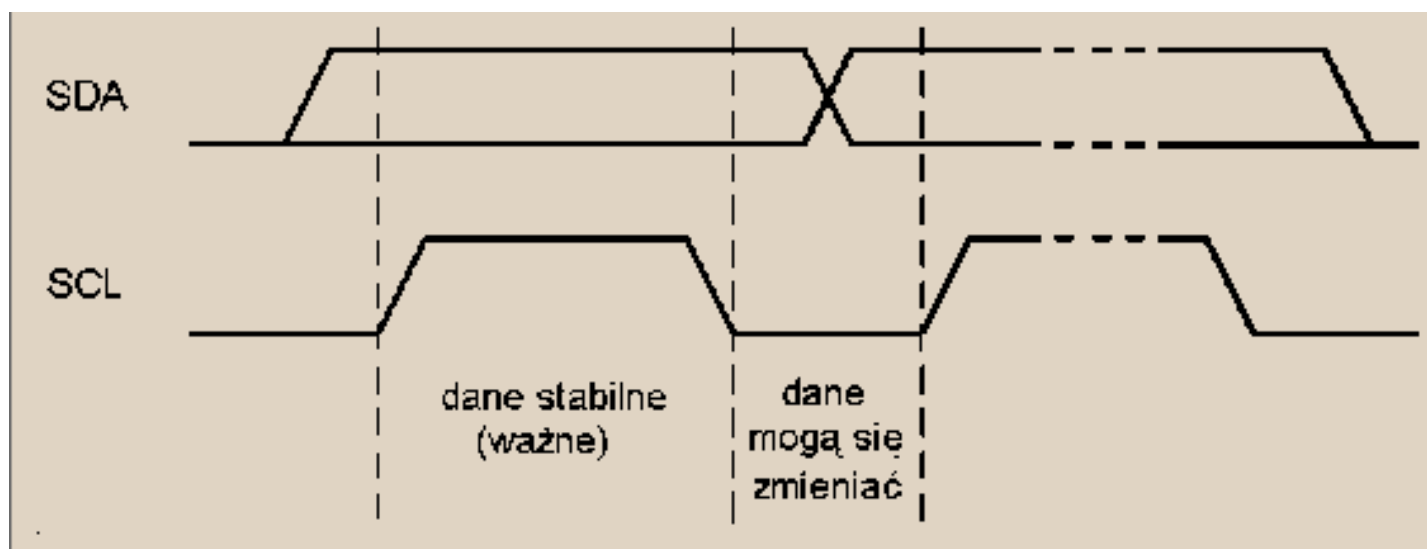 SDA
SCL
dane stabilne
(ważne)
dane
mogą się
zmieniać